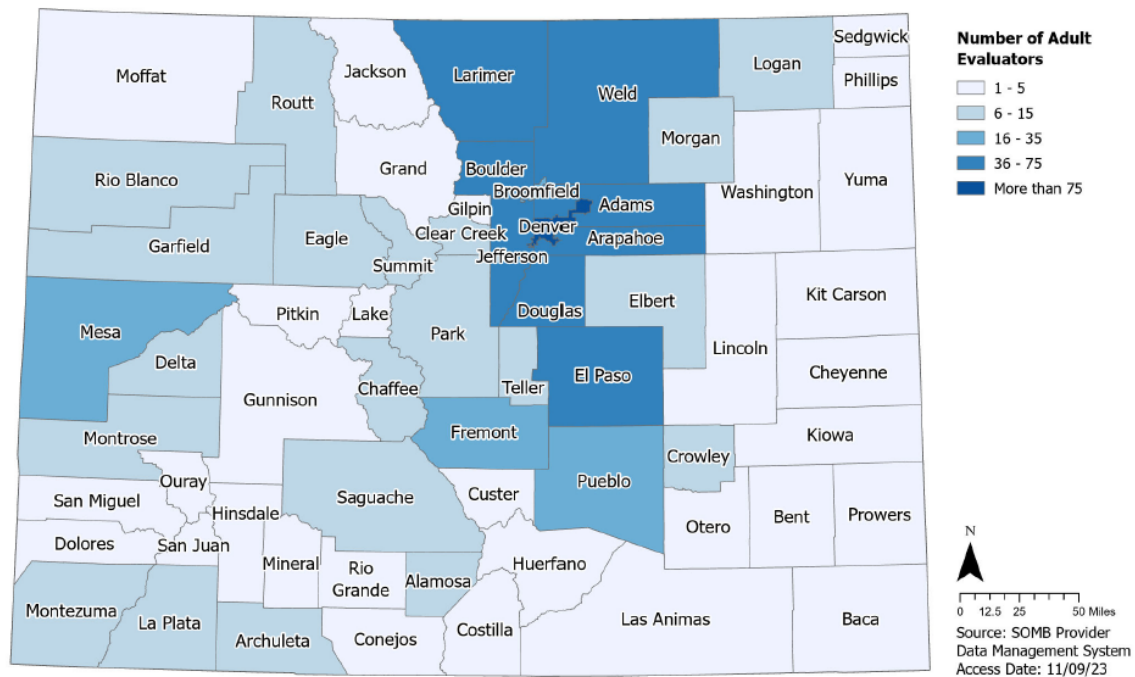 Moffat
Routt
Jackson
Larimer
Weld
Logan
Sedgwick
Phillips
Morgan
Rio Blanco
Grand
Boulder
Broomfield
Washington
Yuma
Gilpin
Adams
Garfield
Eagle
Clear Creek
Denver
Arapahoe
Summit
Jefferson
Mesa
Pitkin
Lake
Park
Douglas
Elbert
Kit Carson
Delta
Lincoln
Chaffee
Teller
El Paso
Cheyenne
Gunnison
Montrose
Fremont
Kiowa
Crowley
Ouray
Pueblo
San Miguel
Saguache
Custer
Hinsdale
Otero
Bent
Prowers
Dolores
San Juan
Mineral
Rio
Grande
Huerfano
Alamosa
Montezuma
La Plata
Archuleta
Conejos
Costilla
Las Animas
Baca
Number of Adult
Evaluators
1 - 5
6 - 15
16 - 35
36 - 75
More than 75
N
0 12.5 25 50 Miles
Source: SOMB Provider
Data Management System
Access Date: 11/09/23